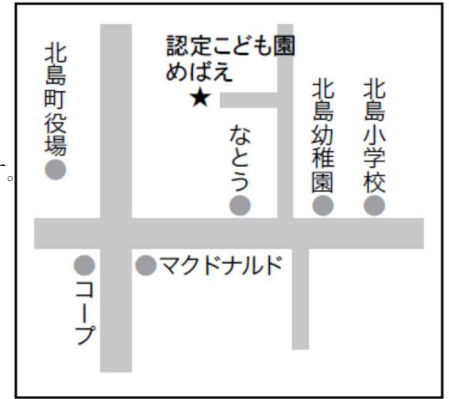 認定こども園
めばえ
★
北島町役場
なとう
北島幼稚園
北島小学校
マクドナルド
コープ
す。